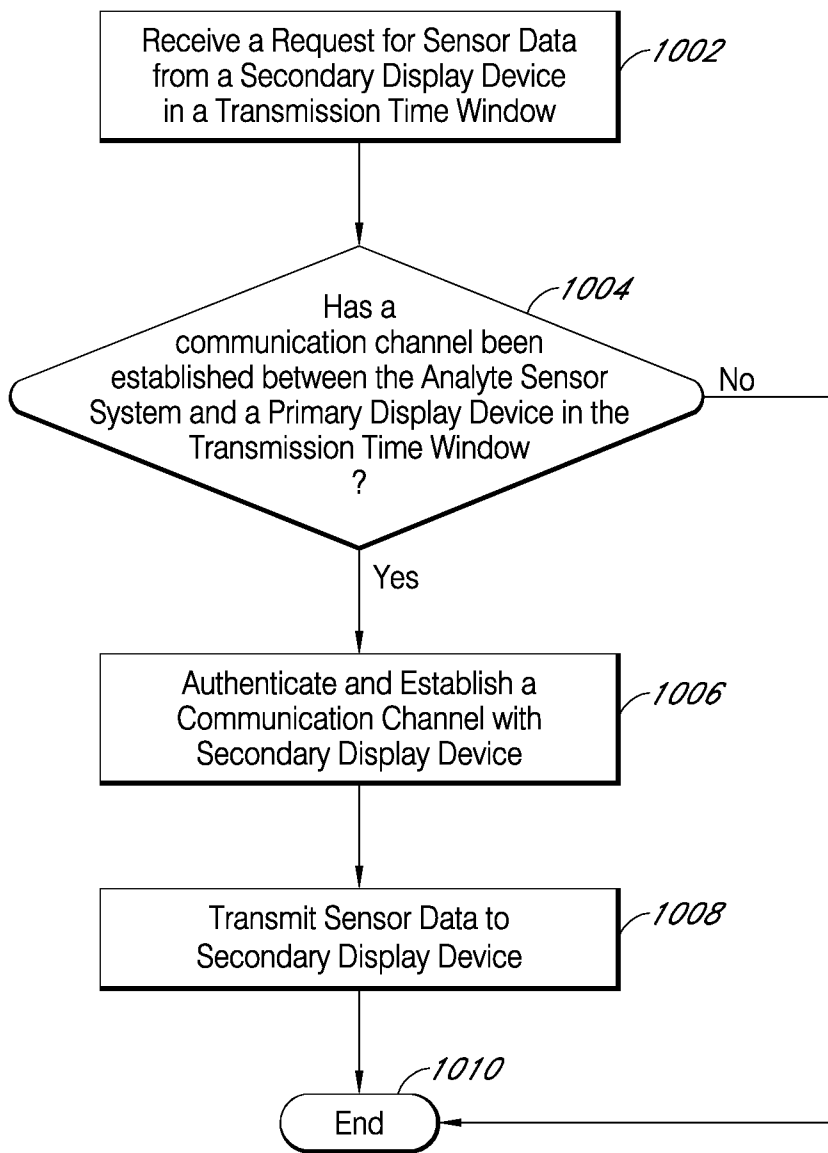 Receive a Request for Sensor Data
from a Secondary Display Device
in a Transmission Time Window
1002
Has a
communication channel been
established between the Analyte Sensor
System and a Primary Display Device in the
Transmission Time Window
?
1004
No
Yes
Authenticate and Establish a
Communication Channel with
Secondary Display Device
1006
Transmit Sensor Data to
Secondary Display Device
1008
End
1010